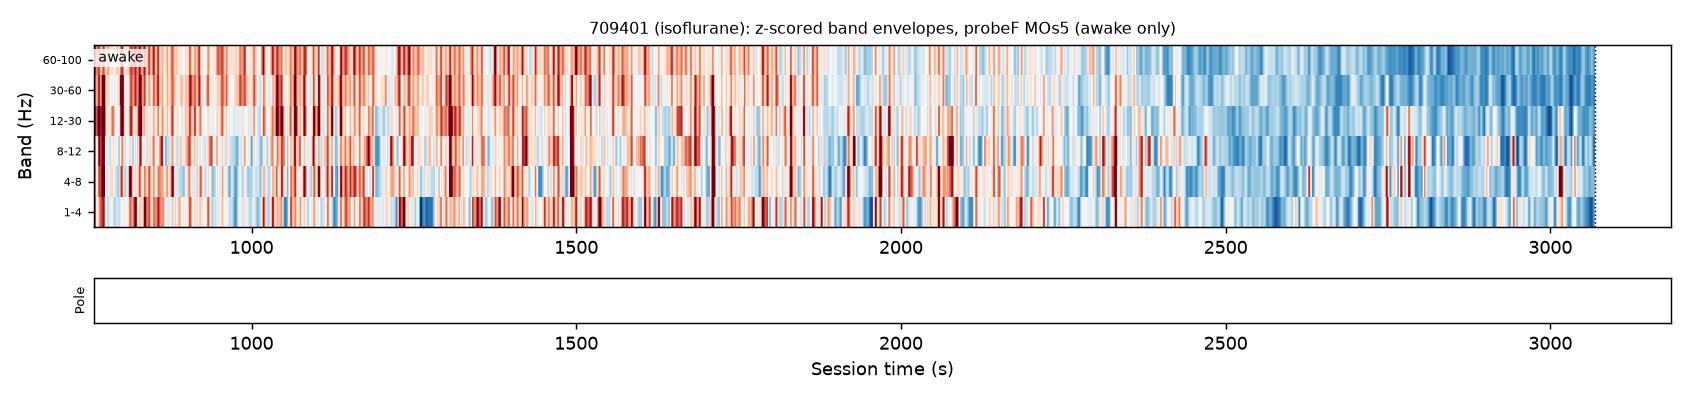 709401 (isoflurane): z-scored band envelopes, probeF MOs5 (awake only)
awake
Band (Hz)
60-100
30-60
12-30
8-12
4-8
1-4
1000 1500 2000 2500 3000
Pole
1000 1500 2000 2500 3000
Session time (s)